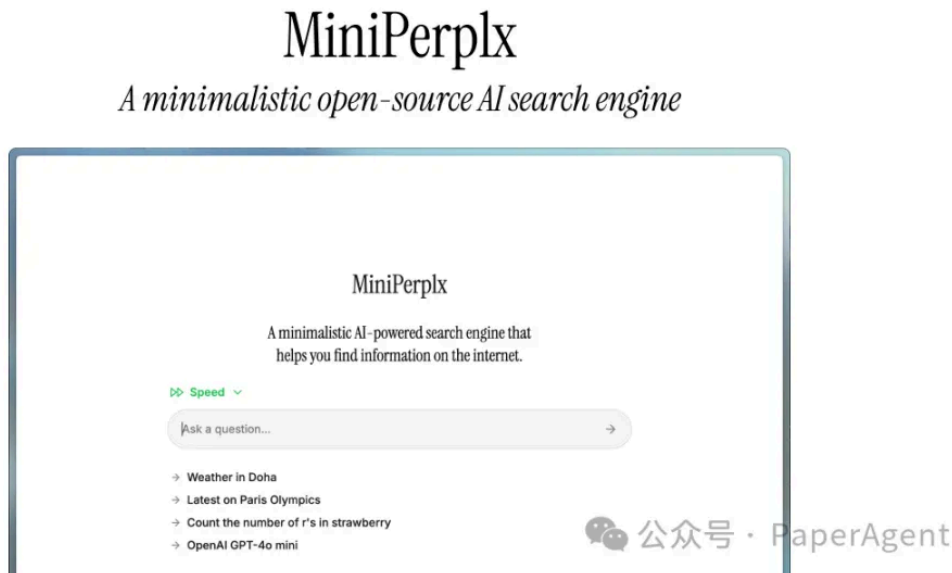 MiniPerplx
A minimalistic open-source AI search engine
MiniPerplx
A minimalistic AI-powered search engine that
helps you find information on the internet.
Speed
Ask a question...
Weather in Doha
Latest on Paris Olympics
Count the number of r's in strawberry
OpenAI GPT-4o mini
公众号 · PaperAgent